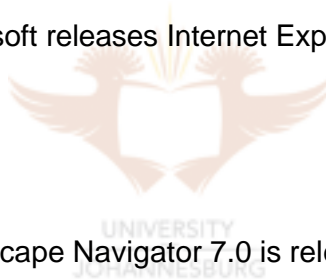 soft releases Internet Exp
UNIVERSITY
cape Navigator 7.0 is rele
JOHANNESBURG